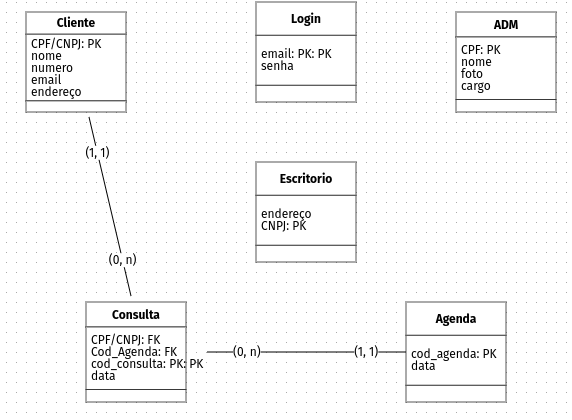 Cliente
CPF/CNPJ: PK
nome
numero
email
endereço
Login
email: PK: PK
senha
ADM
CPF: PK
nome
foto
cargo
(1, 1)
Escritorio
endereço
CNPJ: PK
(0, n)
Consulta
CPF/CNPJ: FK
Cod_Agenda: FK
cod_consulta: PK: PK
data
(0, n)
(1, 1)
Agenda
cod_agenda: PK
data